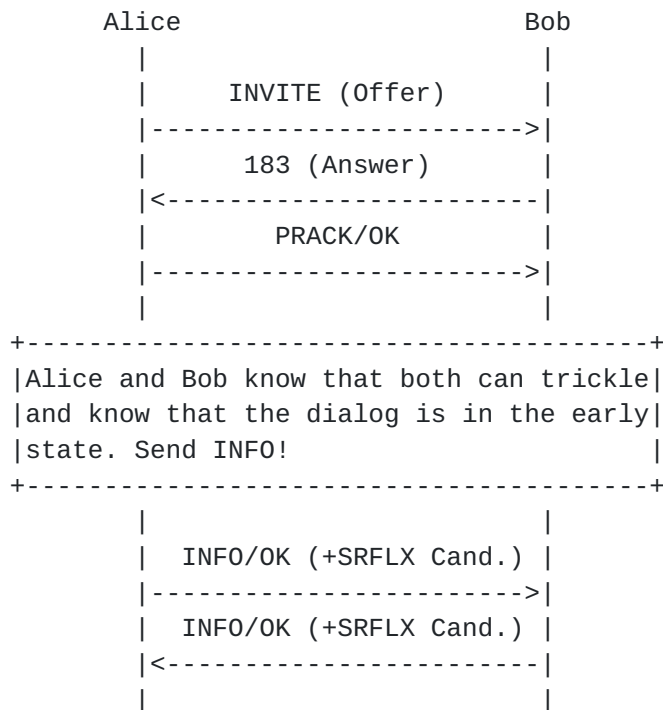 Alice                      Bob
|                          |
|     INVITE (Offer)       |
|------------------------->|
|      183 (Answer)        |
|<-------------------------|
|        PRACK/OK          |
|------------------------->|
|                          |
+----------------------------------------+
|Alice and Bob know that both can trickle|
|and know that the dialog is in the early|
|state. Send INFO!                       |
+----------------------------------------+
|                          |
|  INFO/OK (+SRFLX Cand.) |
|------------------------->|
|  INFO/OK (+SRFLX Cand.) |
|<-------------------------|
|                          |